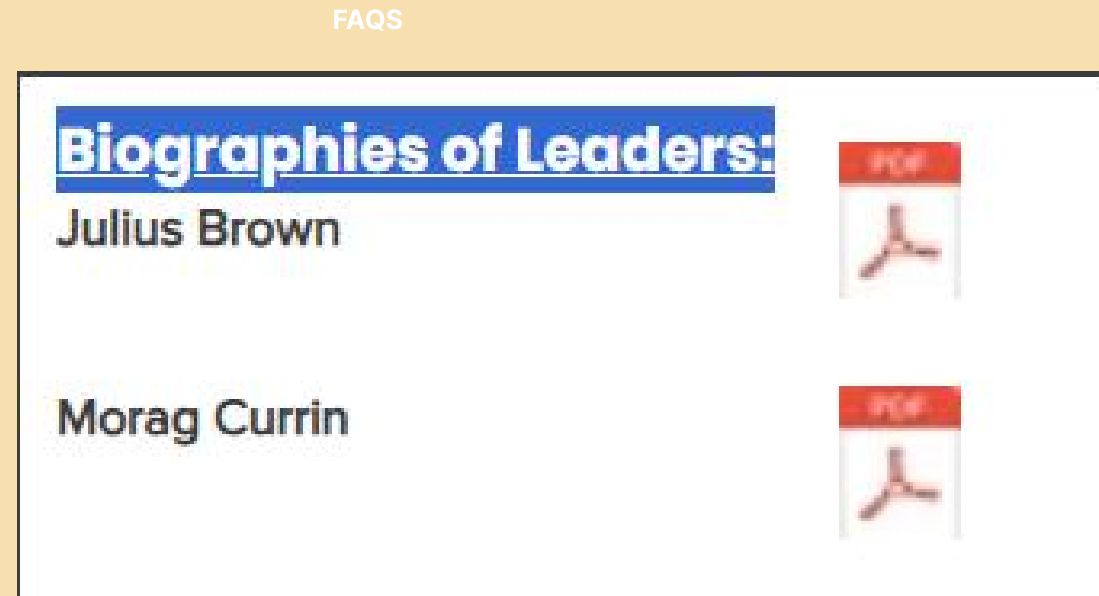 FAQS
Biographies of Leaders:
PDF
Julius Brown
Morag Currin
PDF